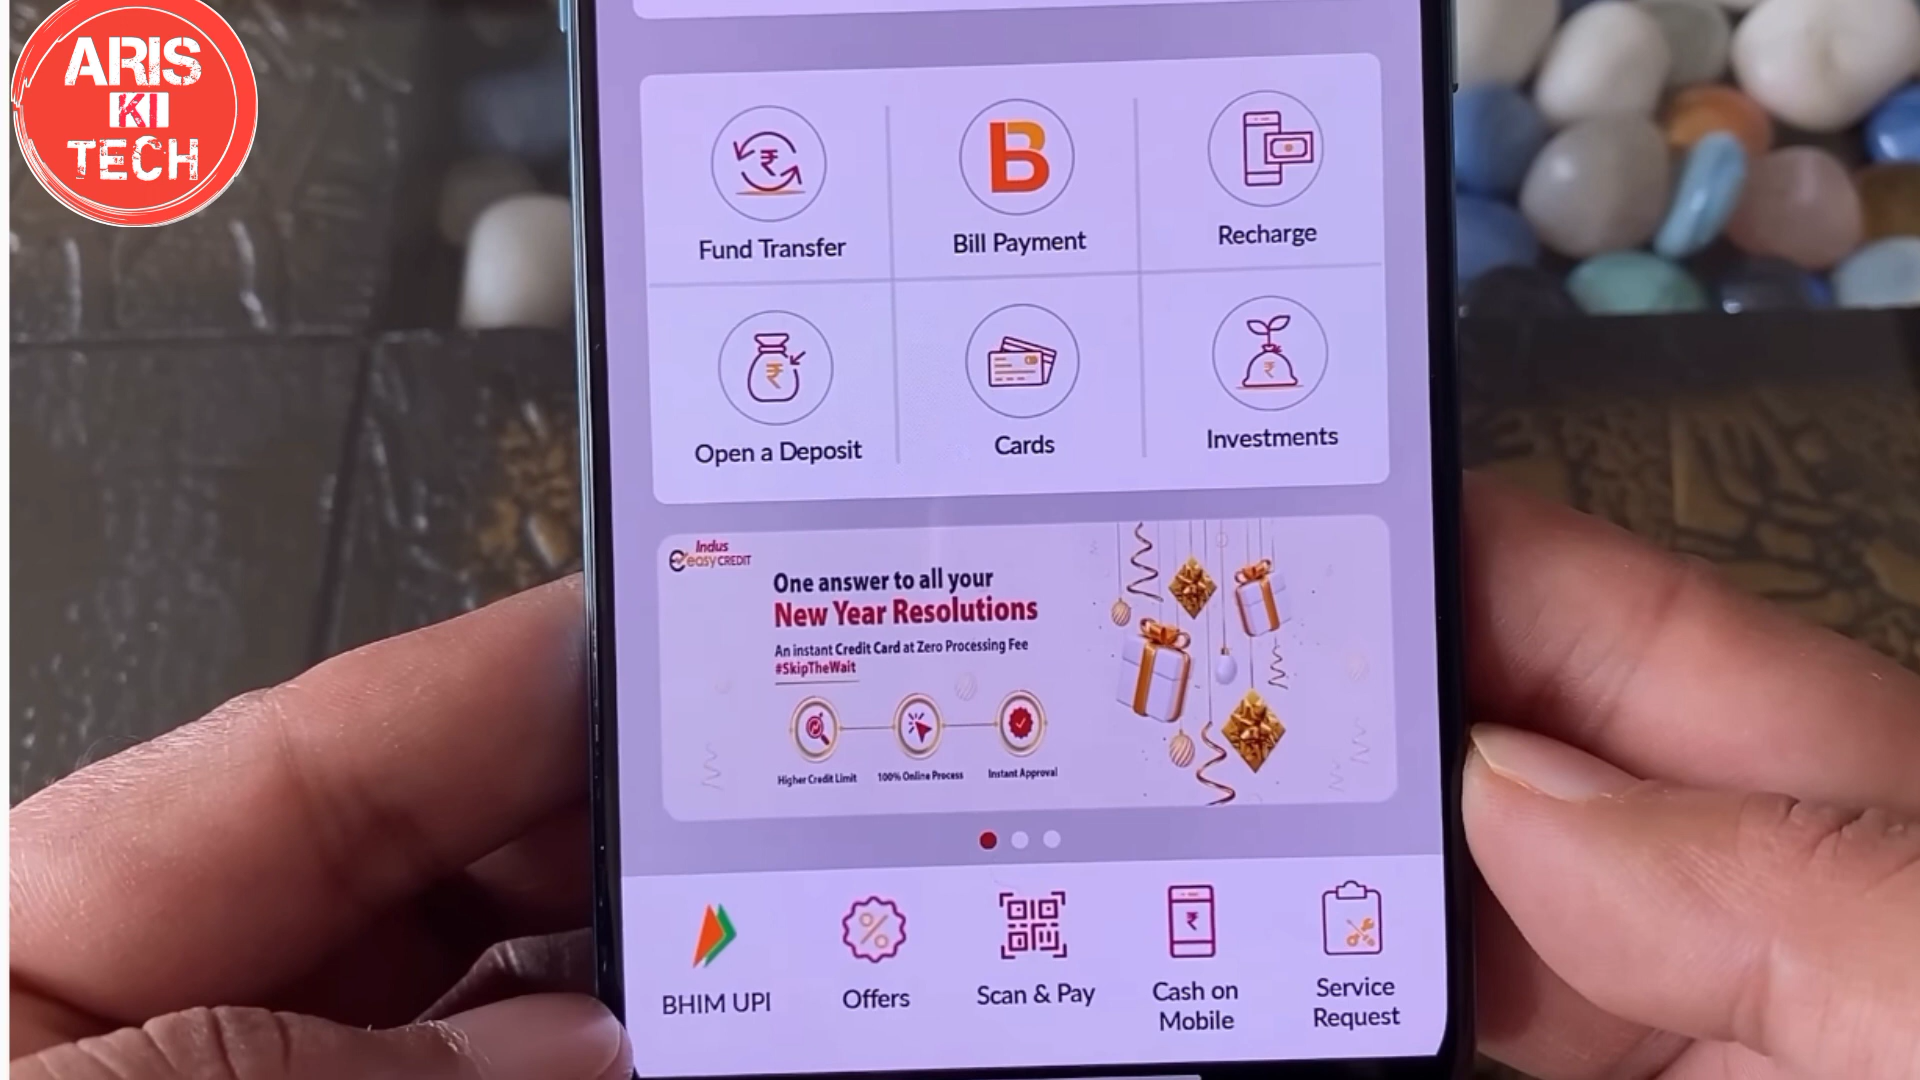 ARIS
KI
TECH
Fund Transfer
Bill Payment
Recharge
Open a Deposit
Cards
Investments
Indus
easy CREDIT
One answer to all your
New Year Resolutions
An instant Credit Card at Zero Processing Fee
#SkipTheWait
Higher Credit Limit
100% Online Process
Instant Approval
BHIM UPI
Offers
Scan & Pay
Cash on
Mobile
Service
Request